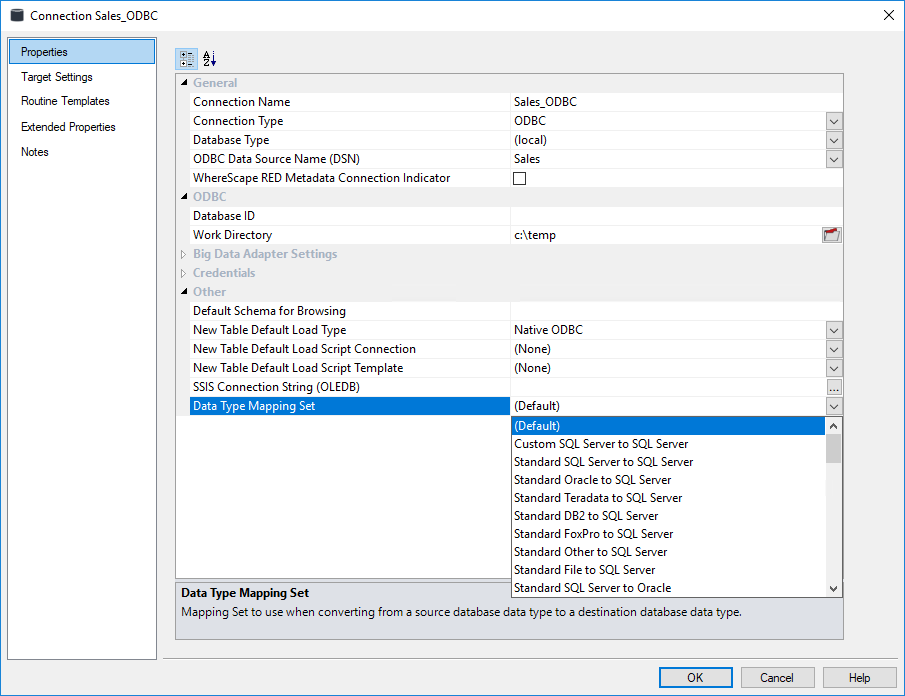 Connection Sales_ODBC
Properties
Target Settings
Routine Templates
Extended Properties
Notes
A
Z
General
Connection Name Sales_ODBC
Connection Type ODBC
Database Type (local)
ODBC Data Source Name (DSN) Sales
WhereScape RED Metadata Connection Indicator
ODBC
Database ID
Work Directory c:\temp
Big Data Adapter Settings
Credentials
Other
Default Schema for Browsing
New Table Default Load Type Native ODBC
New Table Default Load Script Connection (None)
New Table Default Load Script Template (None)
SSIS Connection String (OLEDB) ...
Data Type Mapping Set (Default)
(Default)
Custom SQL Server to SQL Server
Standard SQL Server to SQL Server
Standard Oracle to SQL Server
Standard Teradata to SQL Server
Standard DB2 to SQL Server
Standard FoxPro to SQL Server
Standard Other to SQL Server
Standard File to SQL Server
Standard SQL Server to Oracle
Data Type Mapping Set
Mapping Set to use when converting from a source database data type to a destination database data type.
OK Cancel Help